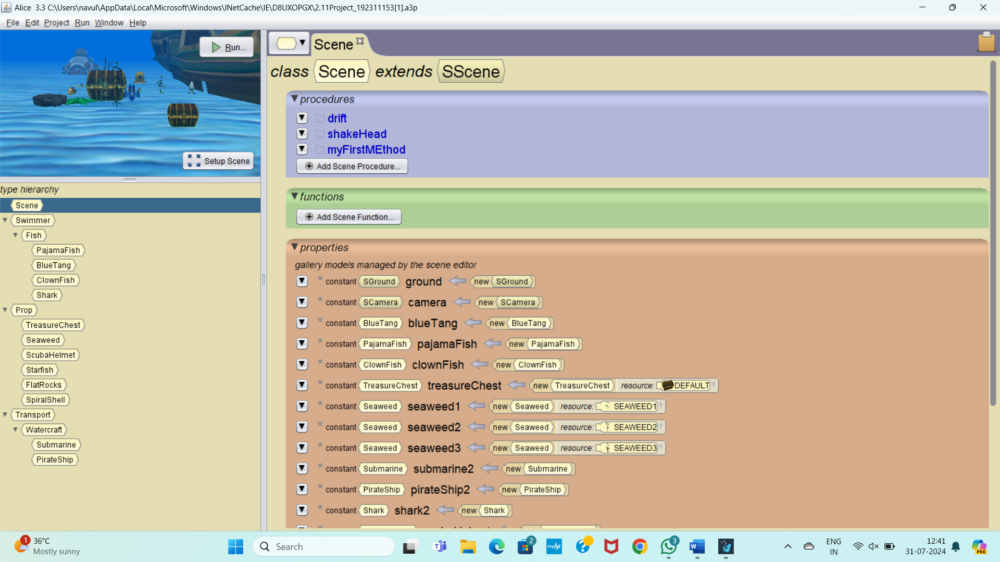 Alice 3.3 C:\Users\navul\AppData\Local\Microsoft\Windows\INetCache\IE\D8UXOPGX\2.11Project_192311153[1].a3p
File Edit Project Run Window Help
Run...
Setup Scene
type hierarchy
Scene
Swimmer
Fish
PajamaFish
BlueTang
ClownFish
Shark
Prop
TreasureChest
Seaweed
ScubaHelmet
Starfish
FlatRocks
SpiralShell
Transport
Watercraft
Submarine
PirateShip
Scene
class Scene extends SScene
procedures
drift
shakeHead
myFirstMEthod
Add Scene Procedure...
functions
Add Scene Function...
properties
gallery models managed by the scene editor
* constant SGround ground new SGround
* constant SCamera camera new SCamera
* constant BlueTang blueTang new BlueTang
* constant PajamaFish pajamaFish new PajamaFish
* constant ClownFish clownFish new ClownFish
* constant TreasureChest treasureChest new TreasureChest resource: DEFAULT
* constant Seaweed seaweed1 new Seaweed resource: SEAWEED1
* constant Seaweed seaweed2 new Seaweed resource: SEAWEED2
* constant Seaweed seaweed3 new Seaweed resource: SEAWEED3
* constant Submarine submarine2 new Submarine
* constant PirateShip pirateShip2 new PirateShip
* constant Shark shark2 new Shark
1
36°C
Mostly sunny
Search
2
myhp
3
ENG
IN
12:41
31-07-2024
PRE